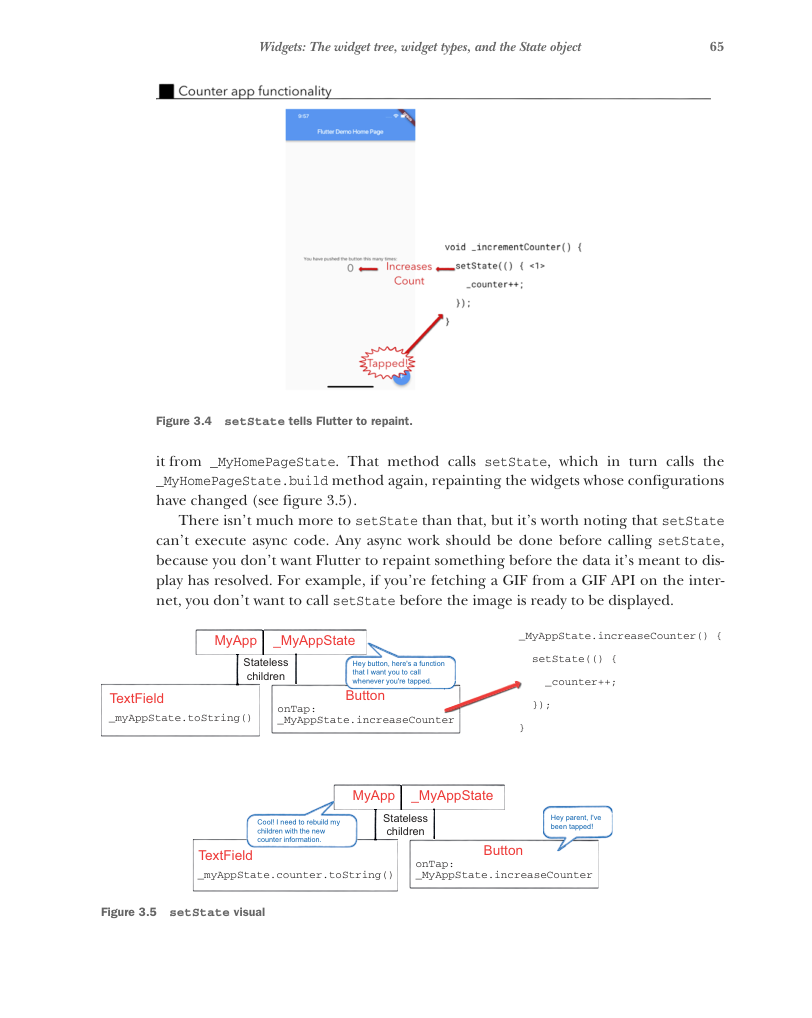 Widgets: The widget tree, widget types, and the State object 65
Counter app functionality
8:57
Flutter Demo Home Page
You have pushed the button this many times:
0
Increases
Count
void _incrementCounter() {
setState(() { <1>
_counter++;
});
}
Tapped!
Figure 3.4 setState tells Flutter to repaint.
it from _MyHomePageState. That method calls setState, which in turn calls the
_MyHomePageState.build method again, repainting the widgets whose configurations
have changed (see figure 3.5).
There isn't much more to setState than that, but it's worth noting that setState
can't execute async code. Any async work should be done before calling setState,
because you don't want Flutter to repaint something before the data it's meant to dis-
play has resolved. For example, if you're fetching a GIF from a GIF API on the inter-
net, you don't want to call setState before the image is ready to be displayed.
MyApp _MyAppState
Stateless
children
Hey button, here's a function
that I want you to call
whenever you're tapped.
TextField
_myAppState.toString()
Button
onTap:
_MyAppState.increaseCounter
_MyAppState.increaseCounter() {
setState(() {
_counter++;
});
}
MyApp _MyAppState
Stateless
children
Cool! I need to rebuild my
children with the new
counter information.
Hey parent, I've
been tapped!
TextField
_myAppState.counter.toString()
Button
onTap:
_MyAppState.increaseCounter
Figure 3.5 setState visual